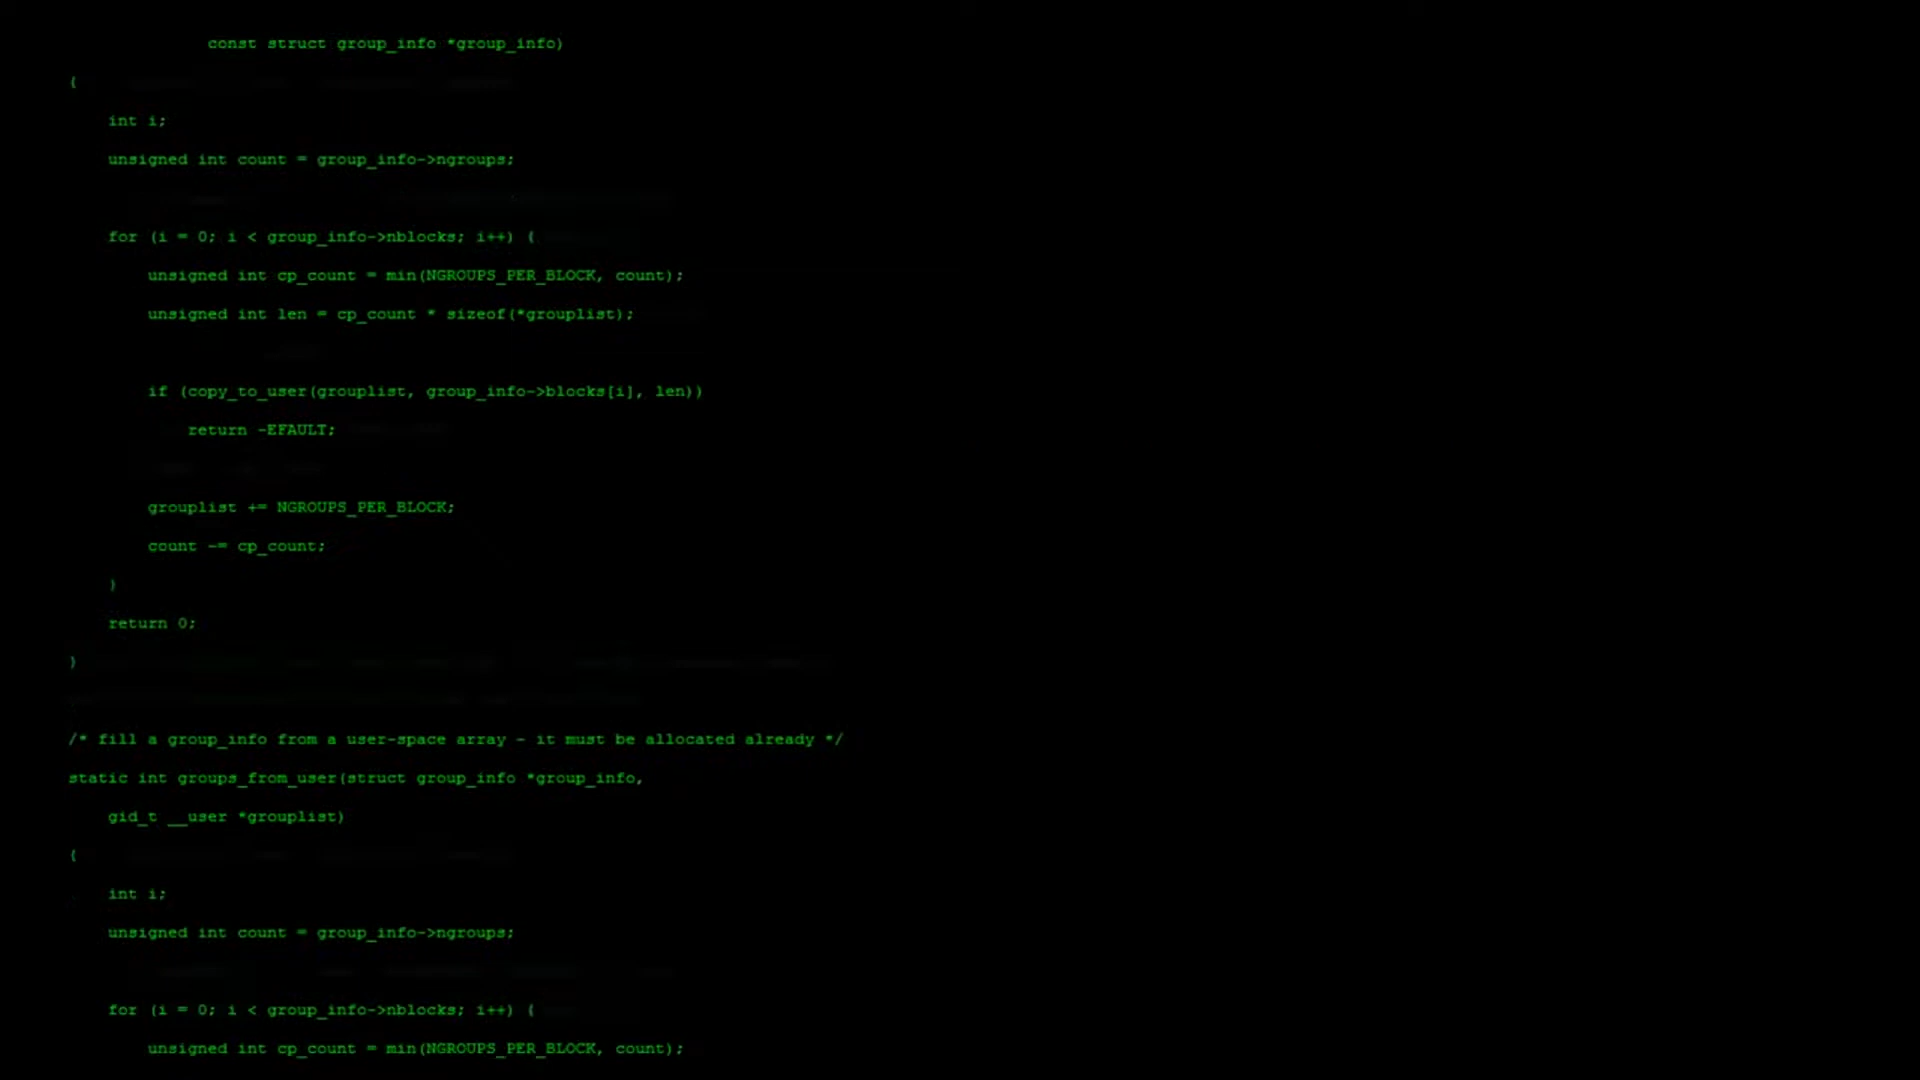 const struct group_info *group_info)
{
int i;
unsigned int count = group_info->ngroups;
for (i = 0; i < group_info->nblocks; i++) {
unsigned int cp_count = min(NGROUPS_PER_BLOCK, count);
unsigned int len = cp_count * sizeof(*grouplist);
if (copy_to_user(grouplist, group_info->blocks[i], len))
return -EFAULT;
grouplist += NGROUPS_PER_BLOCK;
count -= cp_count;
}
return 0;
}
/* fill a group_info from a user-space array - it must be allocated already */
static int groups_from_user(struct group_info *group_info,
gid_t __user *grouplist)
{
int i;
unsigned int count = group_info->ngroups;
for (i = 0; i < group_info->nblocks; i++) {
unsigned int cp_count = min(NGROUPS_PER_BLOCK, count);